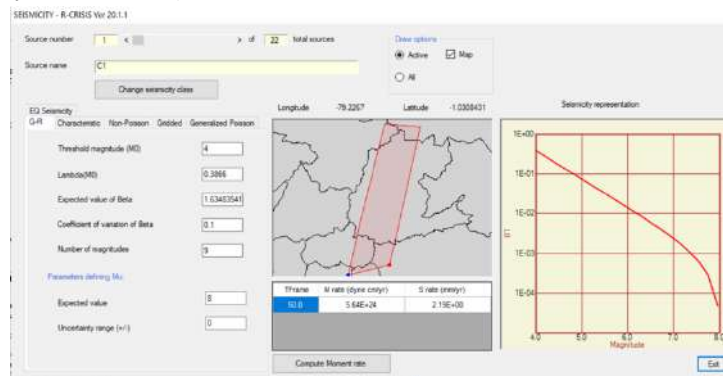 SEISMICITY - R-CRISIS Ver 20.1.1
Source number 1 < > of 22 total sources
Draw options
Active Map
All
Source name C1
Change seismicity class
EQ Seismicity
G-R Characteristic Non-Poisson Gridded Generalized Poisson
Threshold magnitude (M0) 4
Lambda(M0) 0.3866
Expected value of Beta 1.63483541
Coefficient of variation of Beta 0.1
Number of magnitudes 9
Parameters defining Mu:
Expected value 8
Uncertainty range (+/-) 0
Longitude -79.2267 Latitude -1.0308431
TFrame M rate (dyne cm/yr) S rate (mm/yr)
50.0 5.64E+24 2.19E+00
Compute Moment rate
Seismicity representation
1E+00
1E-01
1E-02
1E-03
1E-04
4.0 5.0 6.0 7.0 8.0
Magnitude
Exit